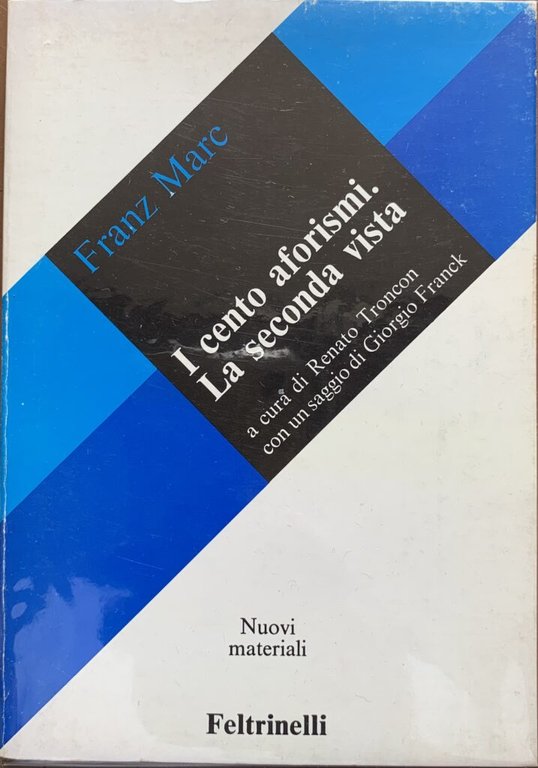 Franz Marc
I cento aforismi.
La seconda vista
a cura di Renato Troncon
con un saggio di Giorgio Franck
Nuovi
materiali
Feltrinelli